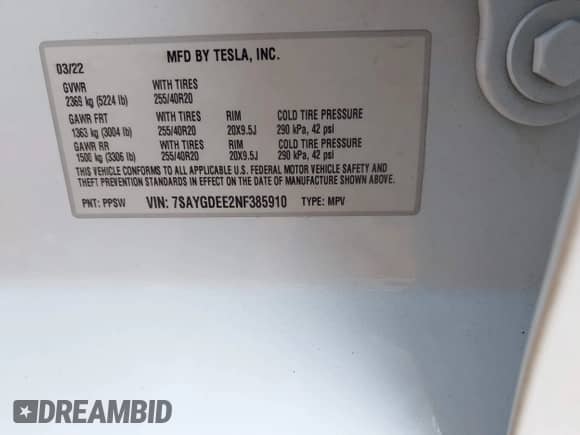 MFD BY TESLA, INC.
03/22
GVWR WITH TIRES
2369 kg (5224 lb) 255/40R20
GAWR FRT WITH TIRES RIM COLD TIRE PRESSURE
1363 kg (3004 lb) 255/40R20 20X9.5J 290 kPa, 42 psi
GAWR RR WITH TIRES RIM COLD TIRE PRESSURE
1500 kg (3306 lb) 255/40R20 20X9.5J 290 kPa, 42 psi
THIS VEHICLE CONFORMS TO ALL APPLICABLE U.S. FEDERAL MOTOR VEHICLE SAFETY AND
THEFT PREVENTION STANDARDS IN EFFECT ON THE DATE OF MANUFACTURE SHOWN ABOVE.
PNT: PPSW VIN: 7SAYGDEE2NF385910 TYPE: MPV
DREAMBID